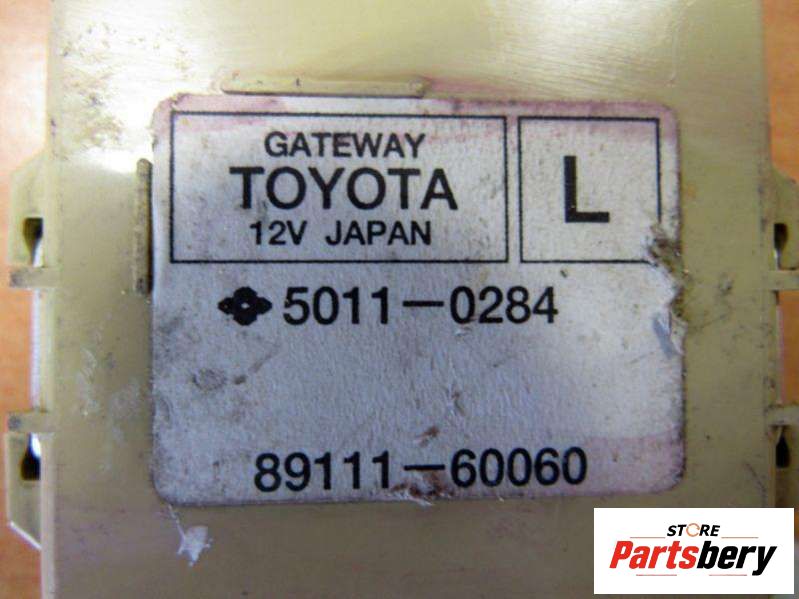 GATEWAY
TOYOTA
12V JAPAN
L
5011-0284
89111-60060
STORE
Partsbery